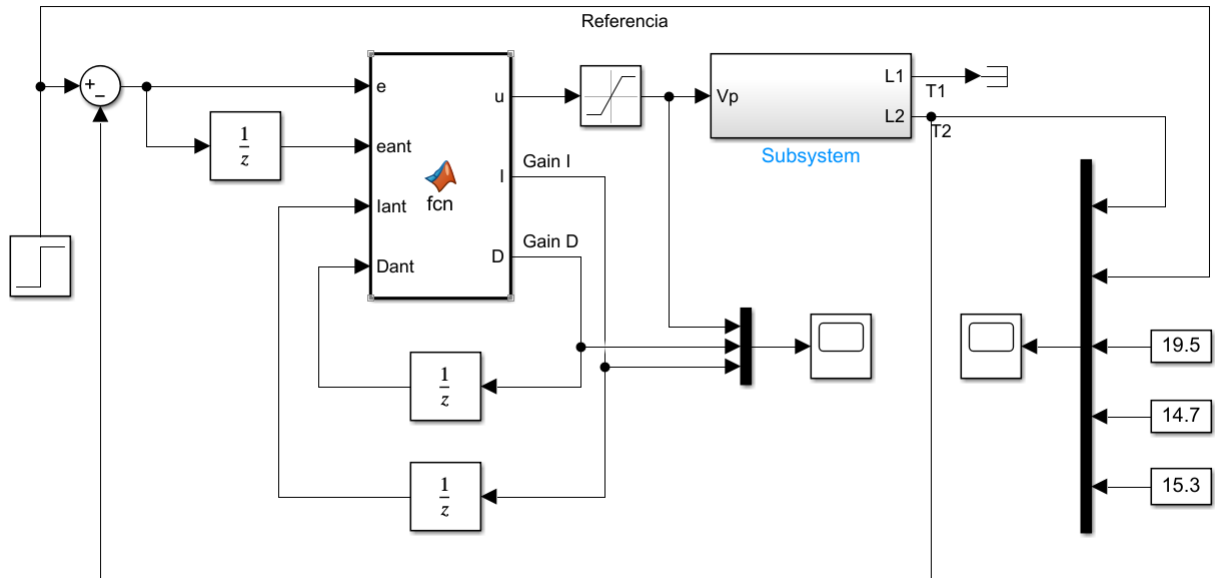 Referencia
+
−
e
eant
Iant
Dant
fcn
u
I
D
Gain I
Gain D
1
z
1
z
1
z
Vp
L1
L2
Subsystem
T1
T2
19.5
14.7
15.3